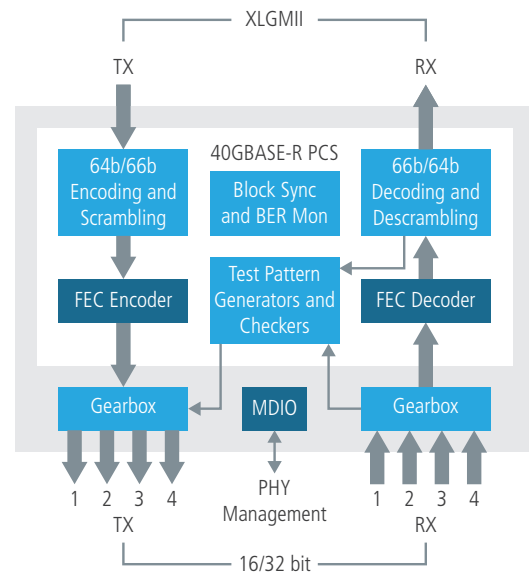 XLGMII
TX
RX
40GBASE-R PCS
64b/66b
Encoding and
Scrambling
Block Sync
and BER Mon
66b/64b
Decoding and
Descrambling
FEC Encoder
Test Pattern
Generators and
Checkers
FEC Decoder
Gearbox
MDIO
Gearbox
1 2 3 4
TX
PHY
Management
1 2 3 4
RX
16/32 bit